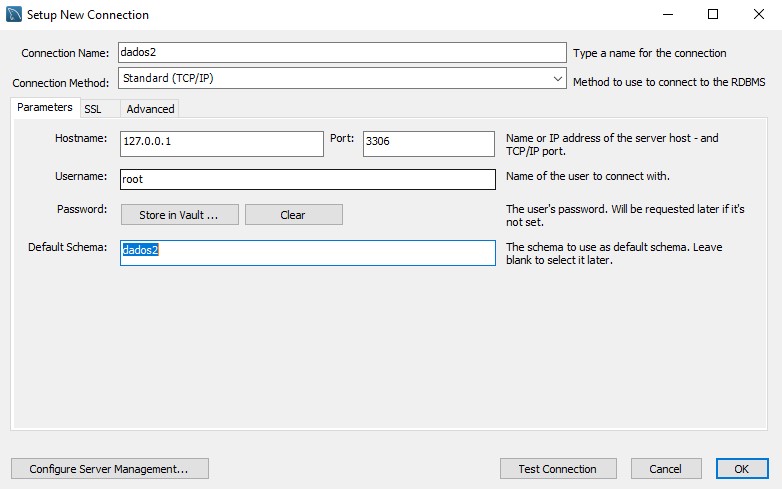 Setup New Connection
Connection Name: dados2 Type a name for the connection
Connection Method: Standard (TCP/IP) Method to use to connect to the RDBMS
Parameters SSL Advanced
Hostname: 127.0.0.1 Port: 3306 Name or IP address of the server host - and
TCP/IP port.
Username: root Name of the user to connect with.
Password: Store in Vault ... Clear The user's password. Will be requested later if it's
not set.
Default Schema: dados2 The schema to use as default schema. Leave
blank to select it later.
Configure Server Management... Test Connection Cancel OK